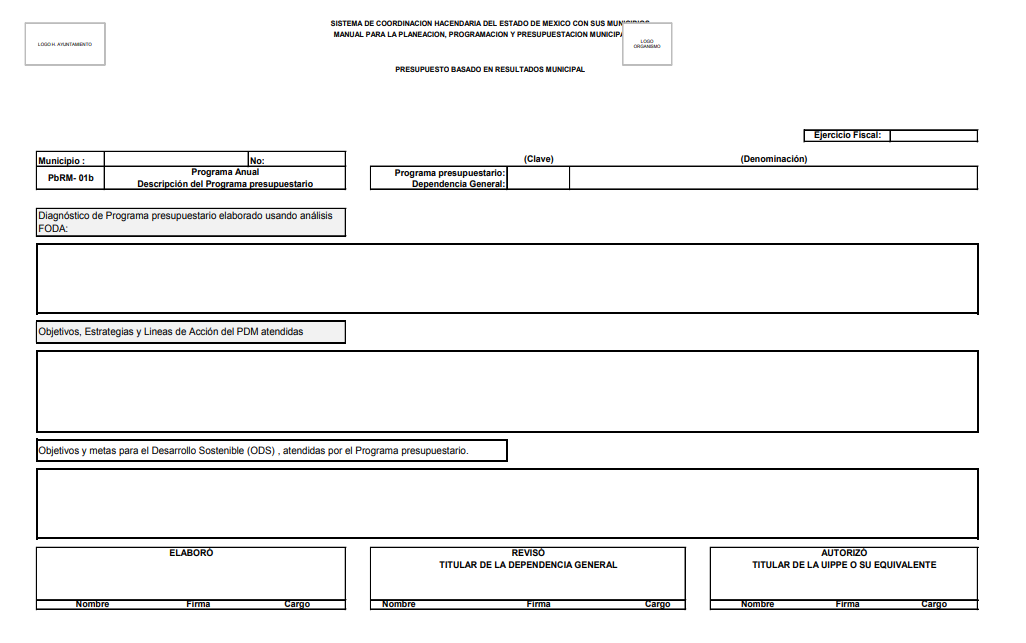 SISTEMA DE COORDINACION HACENDARIA DEL ESTADO DE MEXICO CON SUS MUNICIPIOS
MANUAL PARA LA PLANEACION, PROGRAMACION Y PRESUPUESTACION MUNICIPA
LOGO H. AYUNTAMIENTO
LOGO
ORGANISMO
PRESUPUESTO BASADO EN RESULTADOS MUNICIPAL
Ejercicio Fiscal:
Municipio :
No:
PbRM- 01b
Programa Anual
Descripción del Programa presupuestario
(Clave)
(Denominación)
Programa presupuestario:
Dependencia General:
Diagnóstico de Programa presupuestario elaborado usando análisis
FODA:
Objetivos, Estrategias y Lineas de Acción del PDM atendidas
Objetivos y metas para el Desarrollo Sostenible (ODS) , atendidas por el Programa presupuestario.
ELABORÓ
Nombre Firma Cargo
REVISÓ
TITULAR DE LA DEPENDENCIA GENERAL
Nombre Firma Cargo
AUTORIZÓ
TITULAR DE LA UIPPE O SU EQUIVALENTE
Nombre Firma Cargo